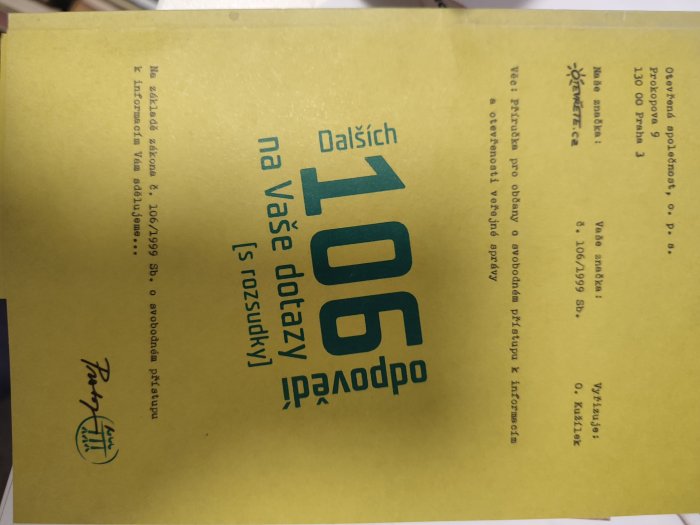 Otevřená společnost, o. p. s.
Prokopova 9
130 00 Praha 3
Naše značka: Vaše značka: Vyřizuje:
OTEVŘETE.cz č. 106/1999 Sb. O. Kužílek
Věc: Příručka pro občany o svobodném přístupu k informacím
a otevřenosti veřejné správy
Dalších
106
odpovědí
na Vaše dotazy
[s rozsudky]
Na základě zákona č. 106/1999 Sb. o svobodném přístupu
k informacím Vám sdělujeme...